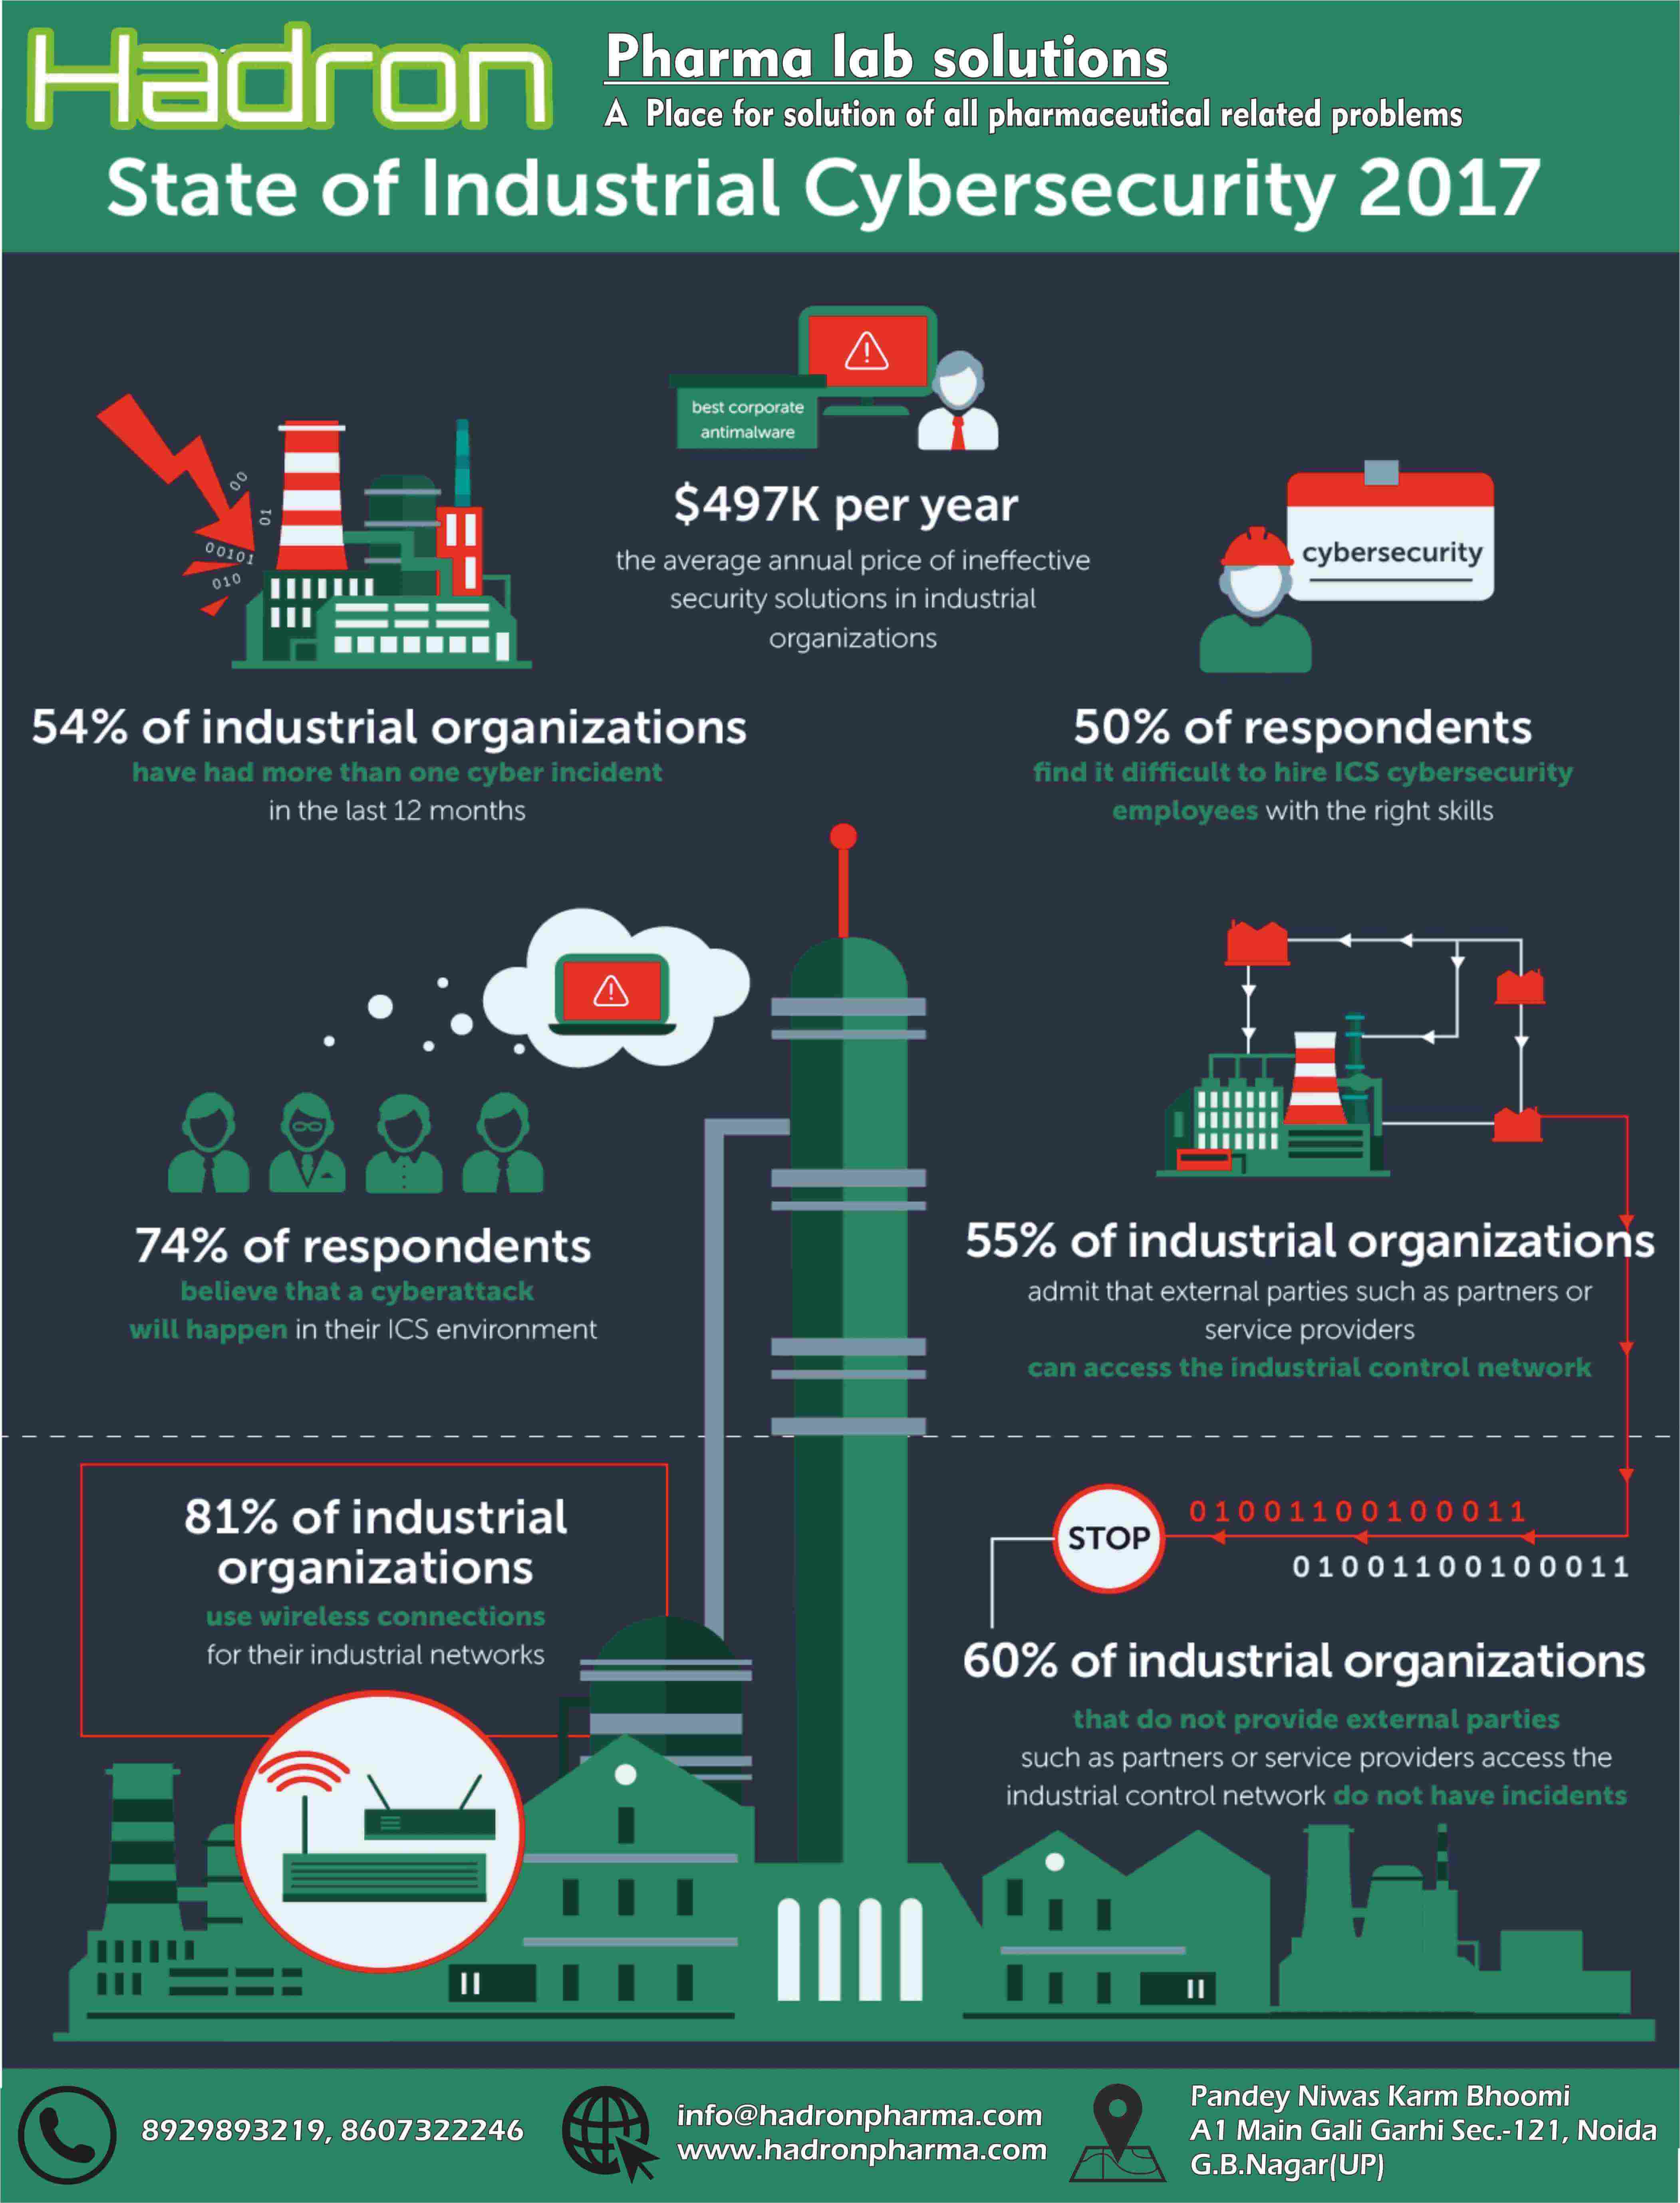 Hadron
Pharma lab solutions
A Place for solution of all pharmaceutical related problems
State of Industrial Cybersecurity 2017
best corporate
antimalware
$497K per year
the average annual price of ineffective
security solutions in industrial
organizations
00
01
00101
010
54% of industrial organizations
have had more than one cyber incident
in the last 12 months
cybersecurity
50% of respondents
find it difficult to hire ICS cybersecurity
employees with the right skills
74% of respondents
believe that a cyberattack
will happen in their ICS environment
55% of industrial organizations
admit that external parties such as partners or
service providers
can access the industrial control network
81% of industrial
organizations
use wireless connections
for their industrial networks
STOP
01001100100011
01001100100011
60% of industrial organizations
that do not provide external parties
such as partners or service providers access the
industrial control network do not have incidents
8929893219, 8607322246
info@hadronpharma.com
www.hadronpharma.com
Pandey Niwas Karm Bhoomi
A1 Main Gali Garhi Sec.-121, Noida
G.B.Nagar(UP)